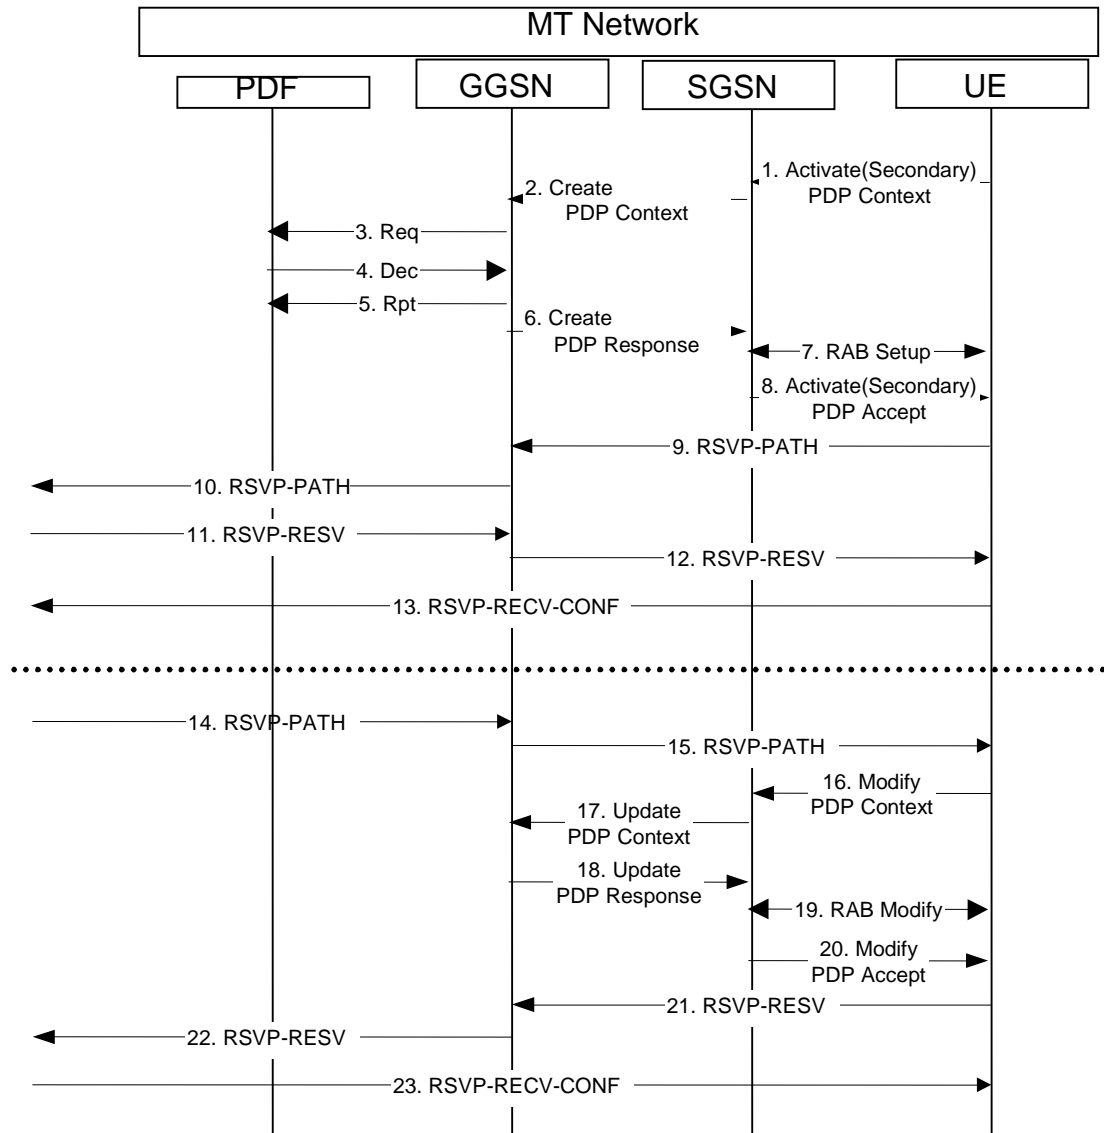 MT Network
PDF
GGSN
SGSN
UE
1. Activate(Secondary)
PDP Context
2. Create
PDP Context
3. Req
4. Dec
5. Rpt
6. Create
PDP Response
7. RAB Setup
8. Activate(Secondary)
PDP Accept
9. RSVP-PATH
10. RSVP-PATH
11. RSVP-RESV
12. RSVP-RESV
13. RSVP-RECV-CONF
14. RSVP-PATH
15. RSVP-PATH
16. Modify
PDP Context
17. Update
PDP Context
18. Update
PDP Response
19. RAB Modify
20. Modify
PDP Accept
21. RSVP-RESV
22. RSVP-RESV
23. RSVP-RECV-CONF